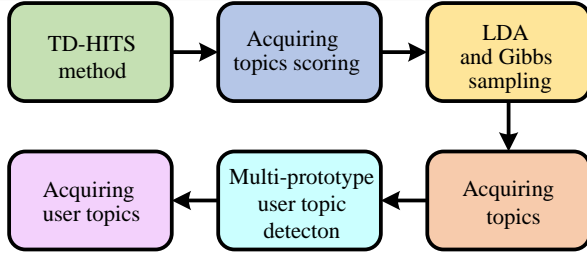 TD-HITS
method
Acquiring
topics scoring
LDA
and Gibbs
sampling
Acquiring
topics
Multi-prototype
user topic
detecton
Acquiring
user topics